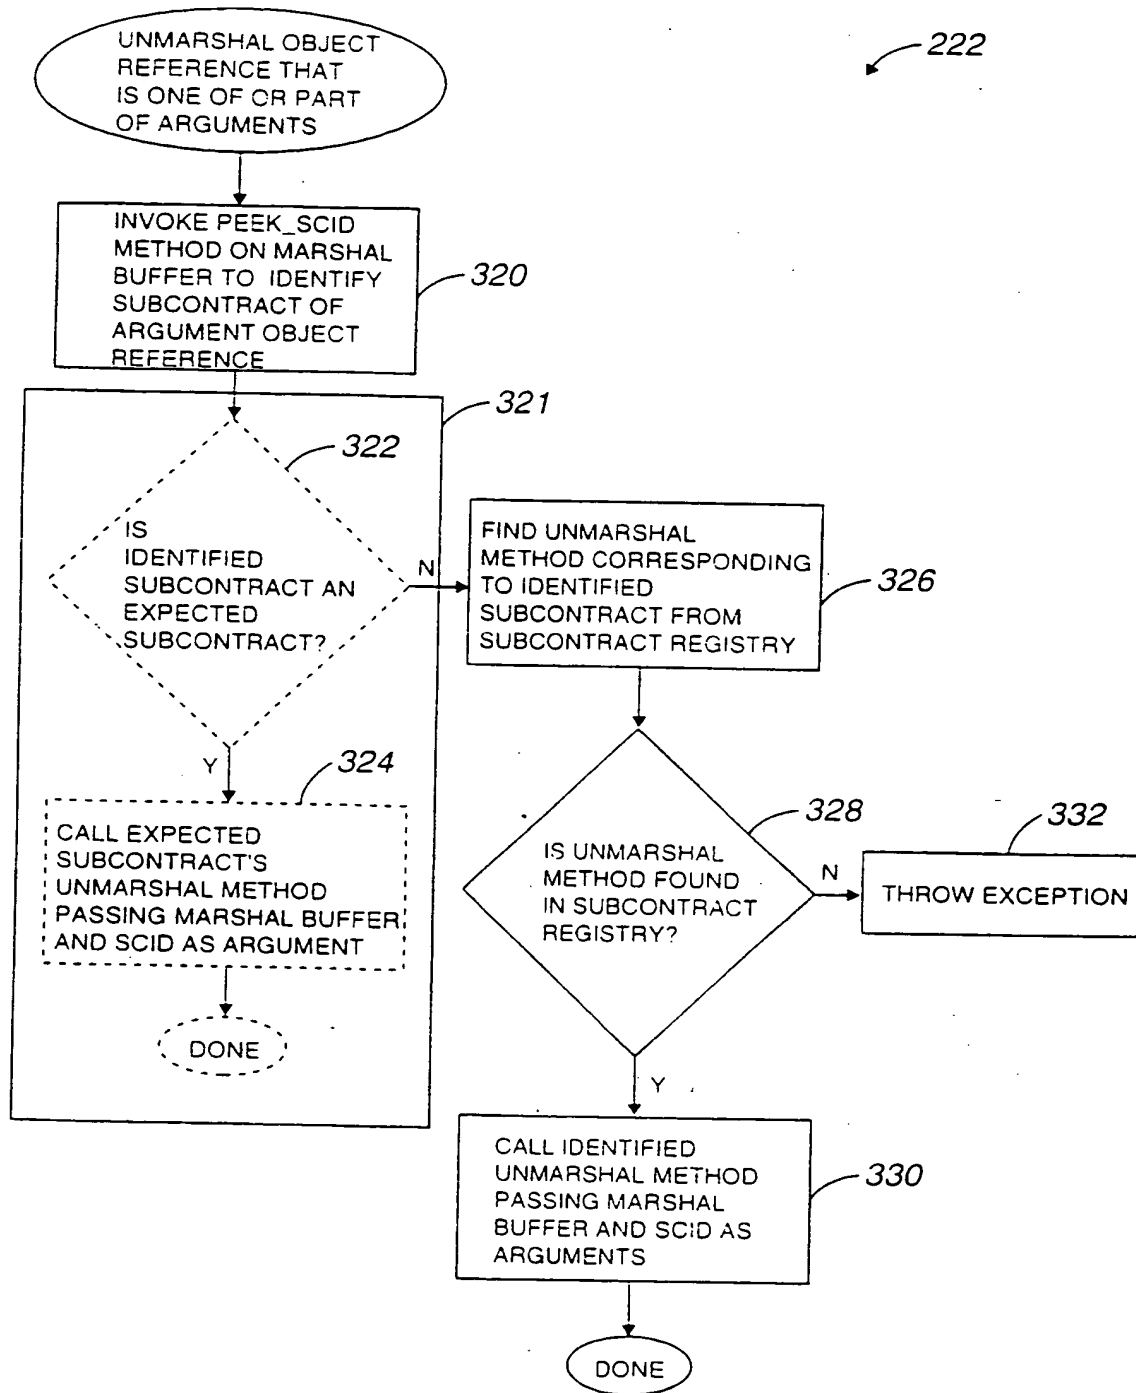 UNMARSHAL OBJECT
REFERENCE THAT
IS ONE OF OR PART
OF ARGUMENTS
222
INVOKE PEEK_SCID
METHOD ON MARSHAL
BUFFER TO IDENTIFY
SUBCONTRACT OF
ARGUMENT OBJECT
REFERENCE
320
321
322
IS
IDENTIFIED
SUBCONTRACT AN
EXPECTED
SUBCONTRACT?
N
FIND UNMARSHAL
METHOD CORRESPONDING
TO IDENTIFIED
SUBCONTRACT FROM
SUBCONTRACT REGISTRY
326
Y
324
CALL EXPECTED
SUBCONTRACT'S
UNMARSHAL METHOD
PASSING MARSHAL BUFFER
AND SCID AS ARGUMENT
DONE
328
IS UNMARSHAL
METHOD FOUND
IN SUBCONTRACT
REGISTRY?
N
332
THROW EXCEPTION
Y
CALL IDENTIFIED
UNMARSHAL METHOD
PASSING MARSHAL
BUFFER AND SCID AS
ARGUMENTS
330
DONE